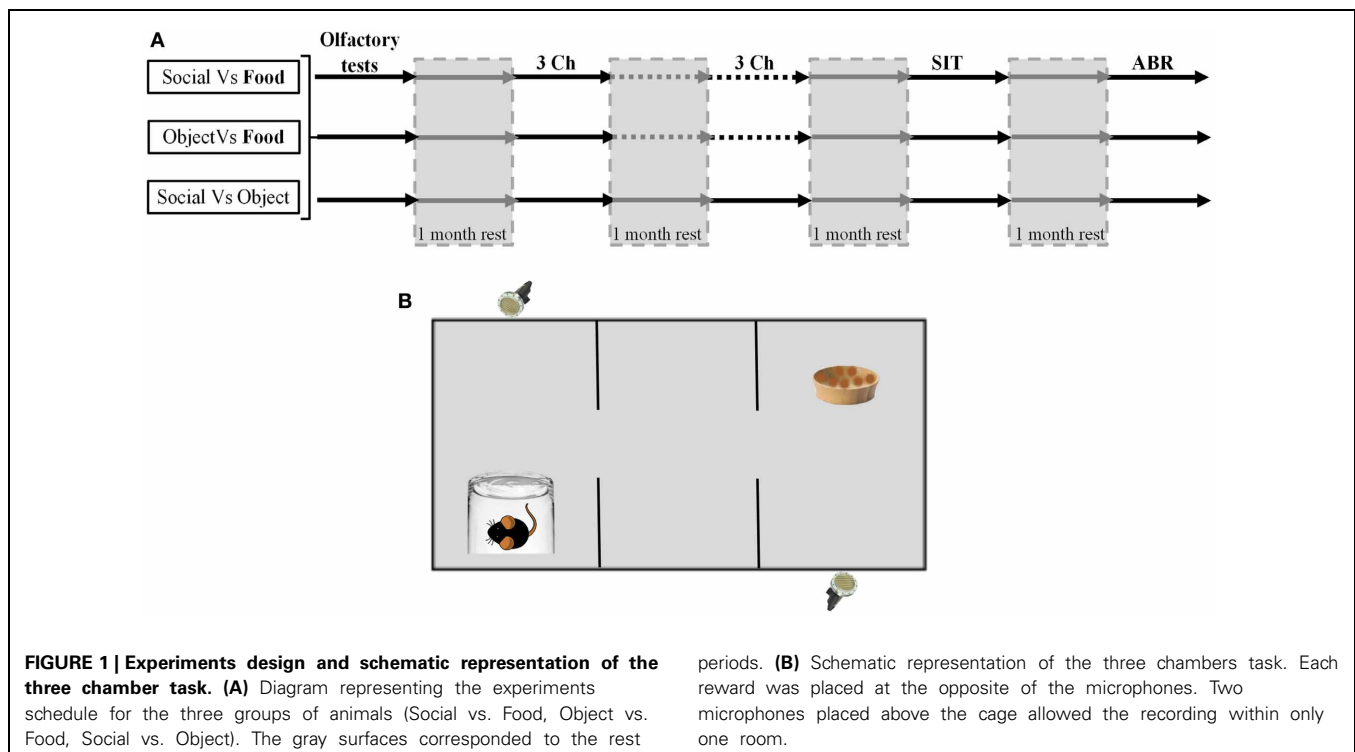 A
Olfactory
tests
3 Ch
3 Ch
SIT
ABR
Social Vs Food
ObjectVs Food
Social Vs Object
1 month rest
1 month rest
1 month rest
1 month rest
B
FIGURE 1 | Experiments design and schematic representation of the
three chamber task. (A) Diagram representing the experiments
schedule for the three groups of animals (Social vs. Food, Object vs.
Food, Social vs. Object). The gray surfaces corresponded to the rest
periods. (B) Schematic representation of the three chambers task. Each
reward was placed at the opposite of the microphones. Two
microphones placed above the cage allowed the recording within only
one room.